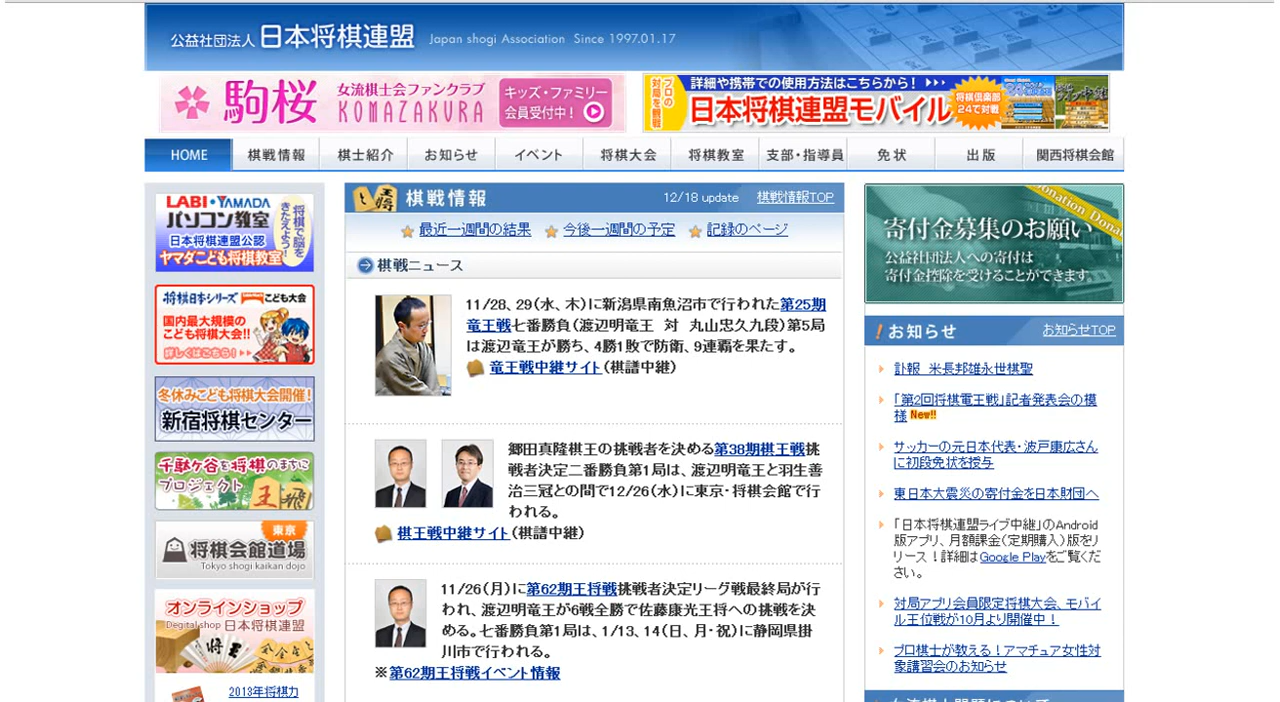 公益社団法人 日本将棋連盟 Japan shogi Association Since 1997.01.17
駒桜
女流棋士会ファンクラブ
KOMAZAKURA
キッズ・ファミリー
会員受付中!
プロの
対局を観戦
詳細や携帯での使用方法はこちらから!
日本将棋連盟モバイル
将棋倶楽部
24で対戦
HOME 棋戦情報 棋士紹介 お知らせ イベント 将棋大会 将棋教室 支部・指導員 免状 出版 関西将棋会館
LABI・YAMADA
パソコン教室
日本将棋連盟公認
ヤマダこども将棋教室
将棋で脳を
きたえよう!
将棋日本シリーズ こども大会
国内最大規模の
こども将棋大会!!
詳しくはこちら!
冬休みこども将棋大会開催!
新宿将棋センター
千駄ヶ谷を将棋のまちに
プロジェクト
王 飛
東京
将棋会館道場
Tokyo shogi kaikan dojo
オンラインショップ
Degital shop 日本将棋連盟
2013年将棋力
王将
棋戦情報 12/18 update 棋戦情報TOP
最近一週間の結果 今後一週間の予定 記録のページ
棋戦ニュース
11/28、29(水、木)に新潟県南魚沼市で行われた第25期
竜王戦七番勝負(渡辺明竜王 対 丸山忠久九段)第5局
は渡辺竜王が勝ち、4勝1敗で防衛、9連覇を果たす。
竜王戦中継サイト(棋譜中継)
郷田真隆棋王の挑戦者を決める第38期棋王戦挑
戦者決定二番勝負第1局は、渡辺明竜王と羽生善
治三冠との間で12/26(水)に東京・将棋会館で行
われる。
棋王戦中継サイト(棋譜中継)
11/26(月)に第62期王将戦挑戦者決定リーグ戦最終局が行
われ、渡辺明竜王が6戦全勝で佐藤康光王将への挑戦を決
める。七番勝負第1局は、1/13、14(日、月・祝)に静岡県掛
川市で行われる。
※第62期王将戦イベント情報
Donation Dona
寄付金募集のお願い
公益社団法人への寄付は
寄付金控除を受けることができます。
お知らせ お知らせTOP
訃報 米長邦雄永世棋聖
「第2回将棋電王戦」記者発表会の模
様 New!!
サッカーの元日本代表・波戸康広さん
に初段免状を授与
東日本大震災の寄付金を日本財団へ
「日本将棋連盟ライブ中継」のAndroid
版アプリ、月額課金(定期購入)版をリ
リース!詳細はGoogle Playをご覧くだ
さい。
対局アプリ会員限定将棋大会、モバイ
ル王位戦が10月より開催中!
プロ棋士が教える!アマチュア女性対
象講習会のお知らせ